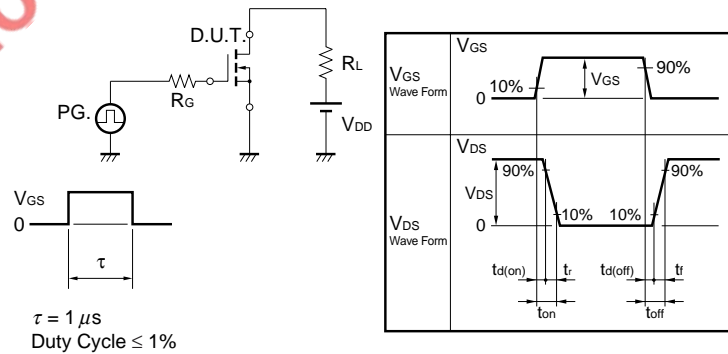 D.U.T.
RL
RG
PG.
VDD
VGS
0
τ
τ = 1 μs
Duty Cycle ≤ 1%
VGS
Wave Form
VGS
10%
VGS
90%
0
VDS
Wave Form
VDS
90%
90%
VDS
10%
10%
0
td(on)
tr
td(off)
tf
ton
toff